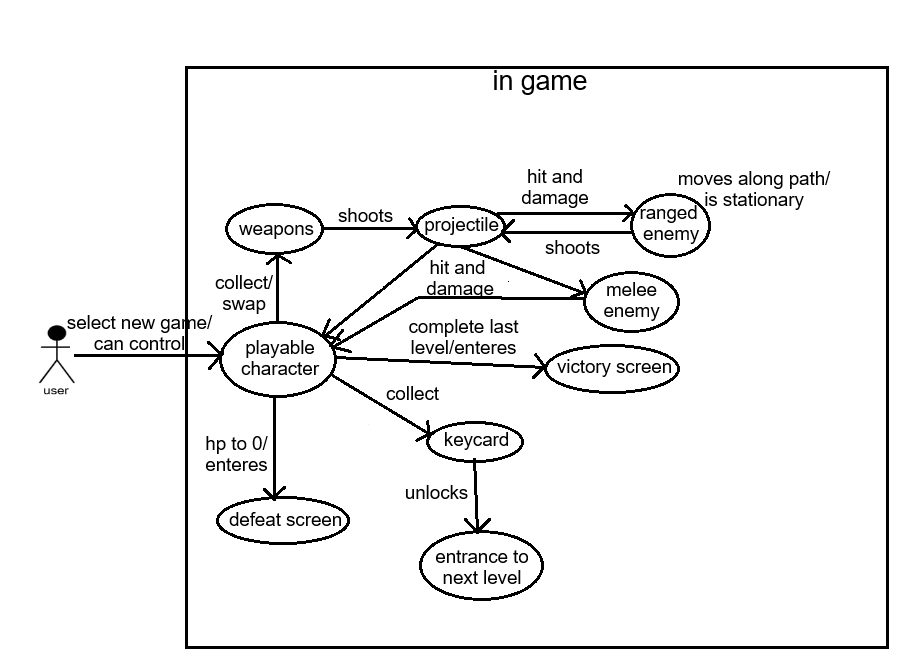 in game
moves along path/
is stationary
hit and
damage
ranged
enemy
weapons
shoots
projectile
shoots
hit and
damage
melee
enemy
collect/
swap
select new game/
can control
user
playable
character
complete last
level/enteres
victory screen
collect
keycard
hp to 0/
enteres
unlocks
defeat screen
entrance to
next level